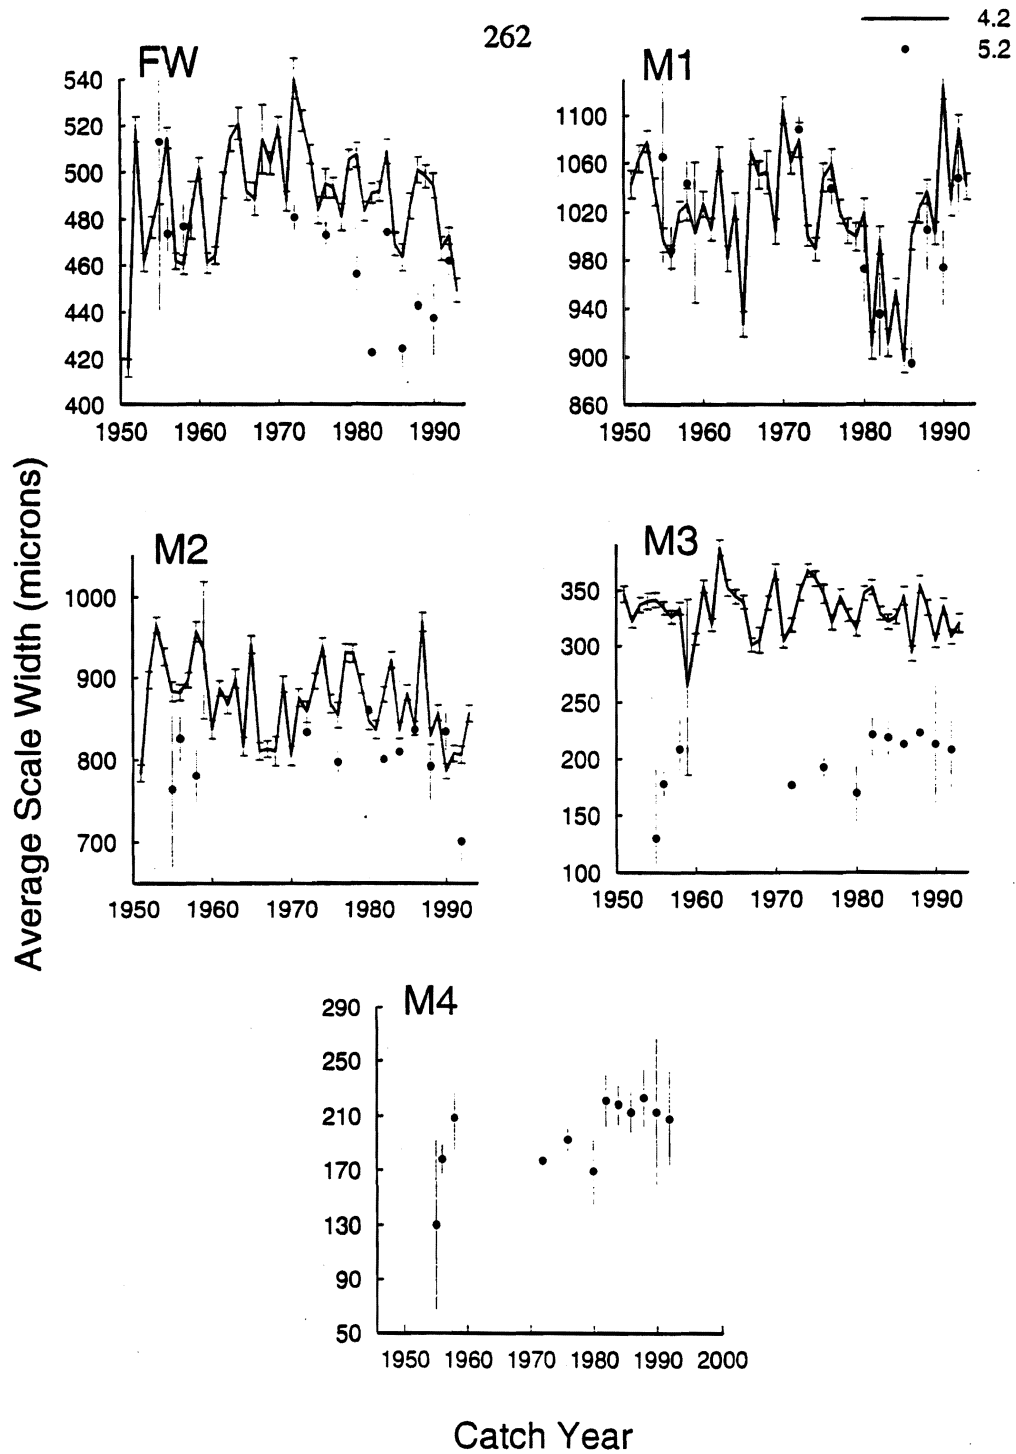 262
4.2
5.2
FW
540
520
500
480
460
440
420
400
1950 1960 1970 1980 1990
M1
1100
1060
1020
980
940
900
860
1950 1960 1970 1980 1990
Average Scale Width (microns)
M2
1000
900
800
700
1950 1960 1970 1980 1990
M3
350
300
250
200
150
100
1950 1960 1970 1980 1990
M4
290
250
210
170
130
90
50
1950 1960 1970 1980 1990 2000
Catch Year